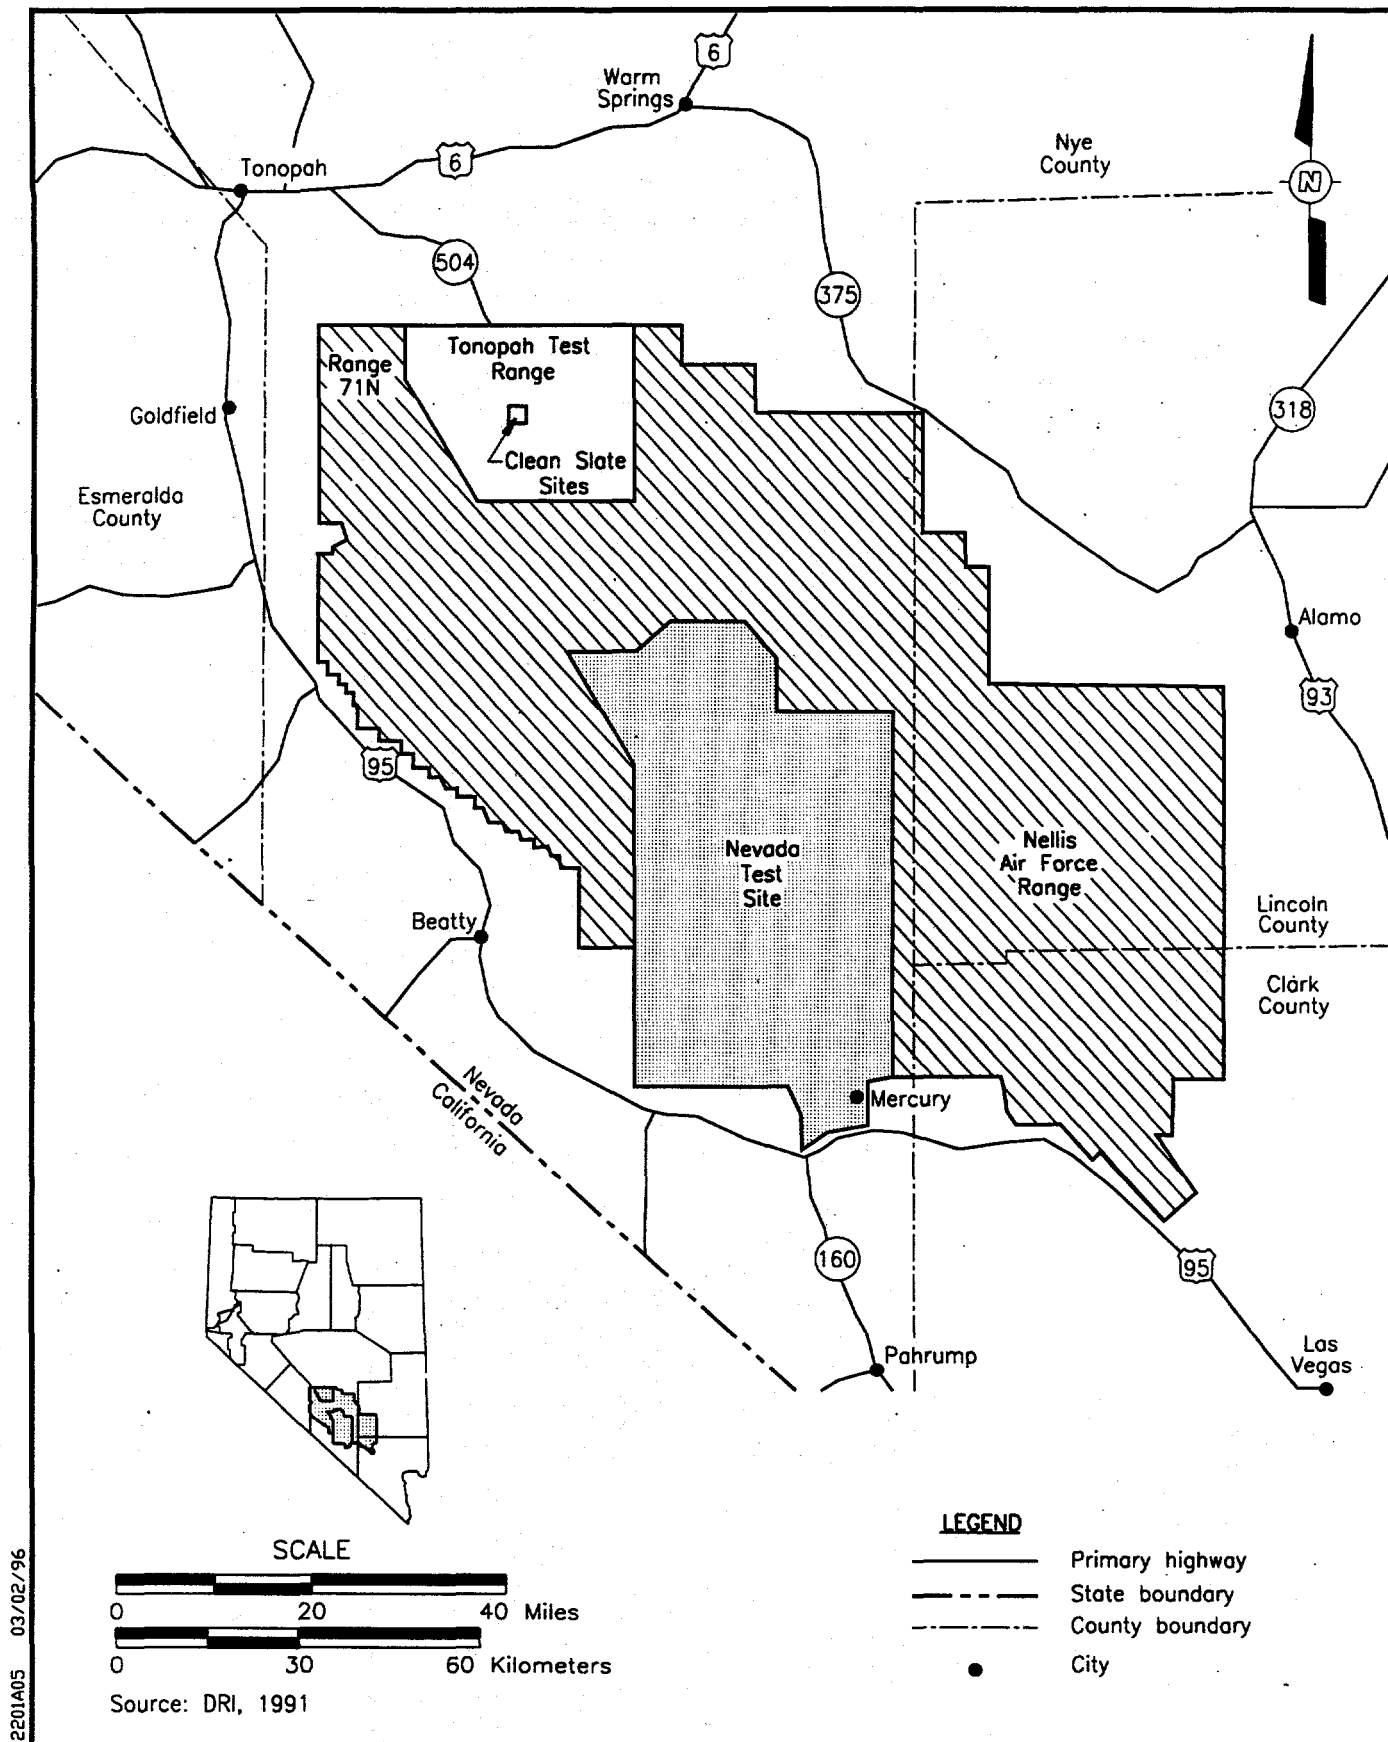 6
Warm
Springs
Nye
County
6
Tonopah
N
504
375
Range
71N
Tonopah Test
Range
318
Goldfield
Clean Slate
Sites
Esmeralda
County
Alamo
93
95
Nevada
Test
Site
Nellis
Air Force
Range
Lincoln
County
Beatty
Clark
County
Nevada
California
Mercury
160
95
Pahrump
Las
Vegas
SCALE
0 20 40 Miles
0 30 60 Kilometers
Source: DRI, 1991
LEGEND
Primary highway
State boundary
County boundary
City
2201A05 03/02/96